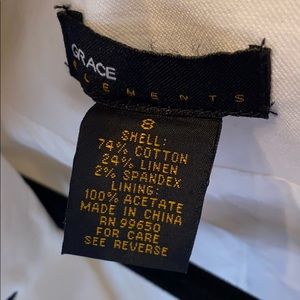 GRACE
ELEMENTS
8
SHELL:
74% COTTON
24% LINEN
2% SPANDEX
LINING:
100% ACETATE
MADE IN CHINA
RN 99650
FOR CARE
SEE REVERSE